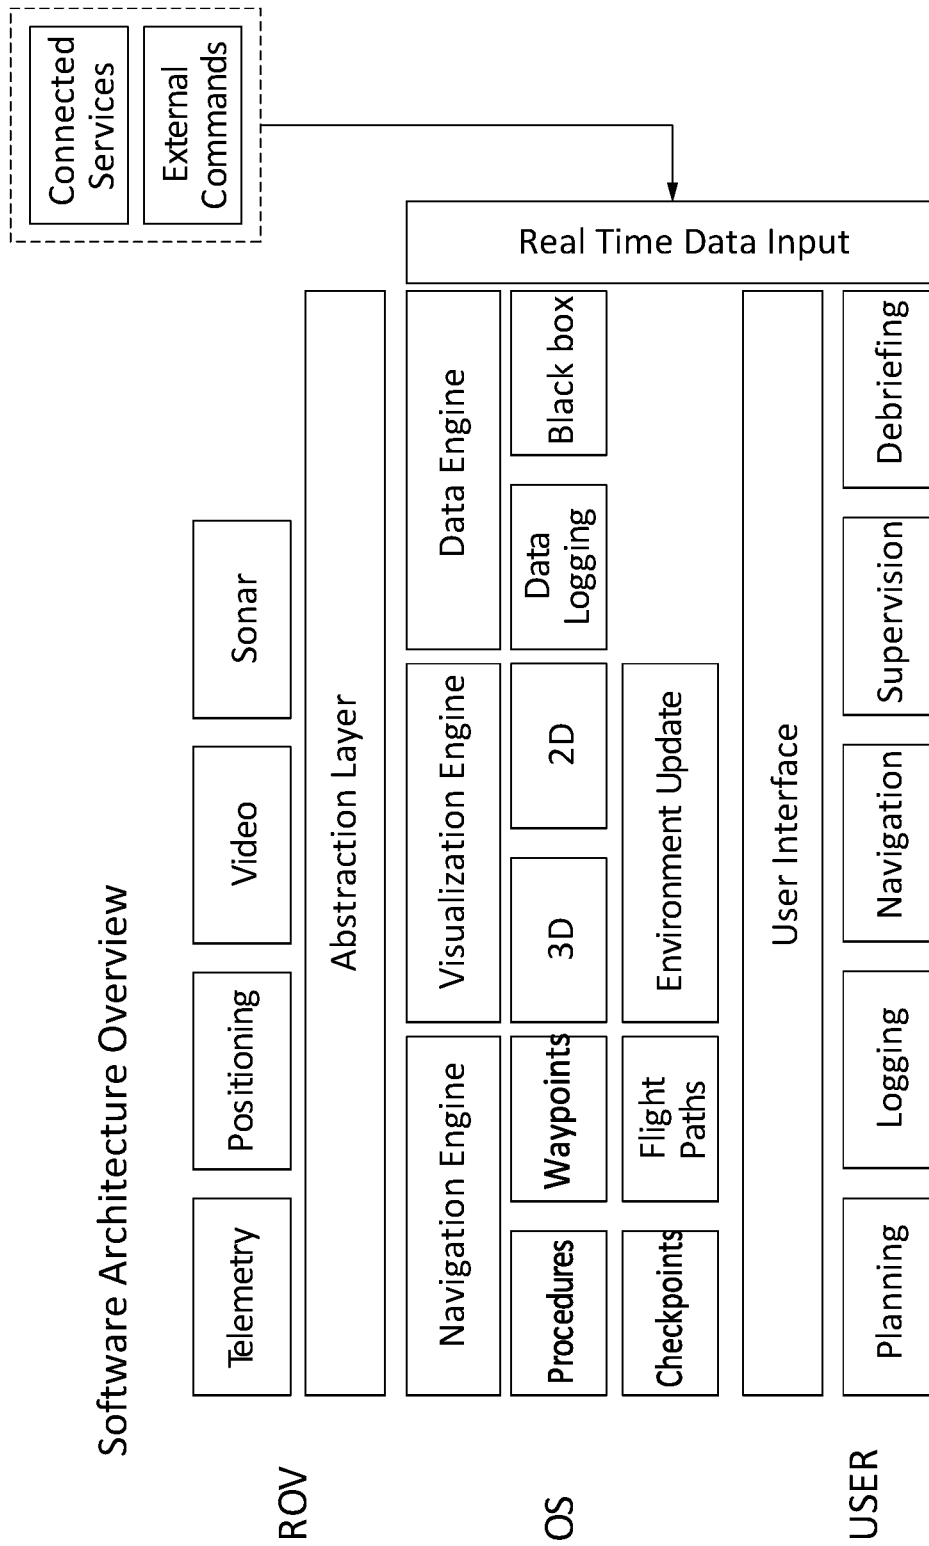 Software Architecture Overview
Connected
Services
External
Commands
ROV
Telemetry
Positioning
Video
Sonar
Abstraction Layer
OS
Navigation Engine
Visualization Engine
Data Engine
Real Time Data Input
Procedures
Waypoints
3D
2D
Data
Logging
Black box
Checkpoints
Flight
Paths
Environment Update
User Interface
USER
Planning
Logging
Navigation
Supervision
Debriefing